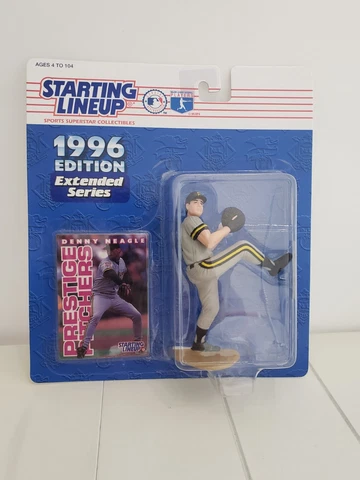 AGES 4 TO 104
STARTING
LINEUP
SPORTS SUPERSTAR COLLECTIBLES
1996
EDITION
Extended
Series
DENNY NEAGLE
PRESTIGE
PITCHERS
STARTING
LINEUP